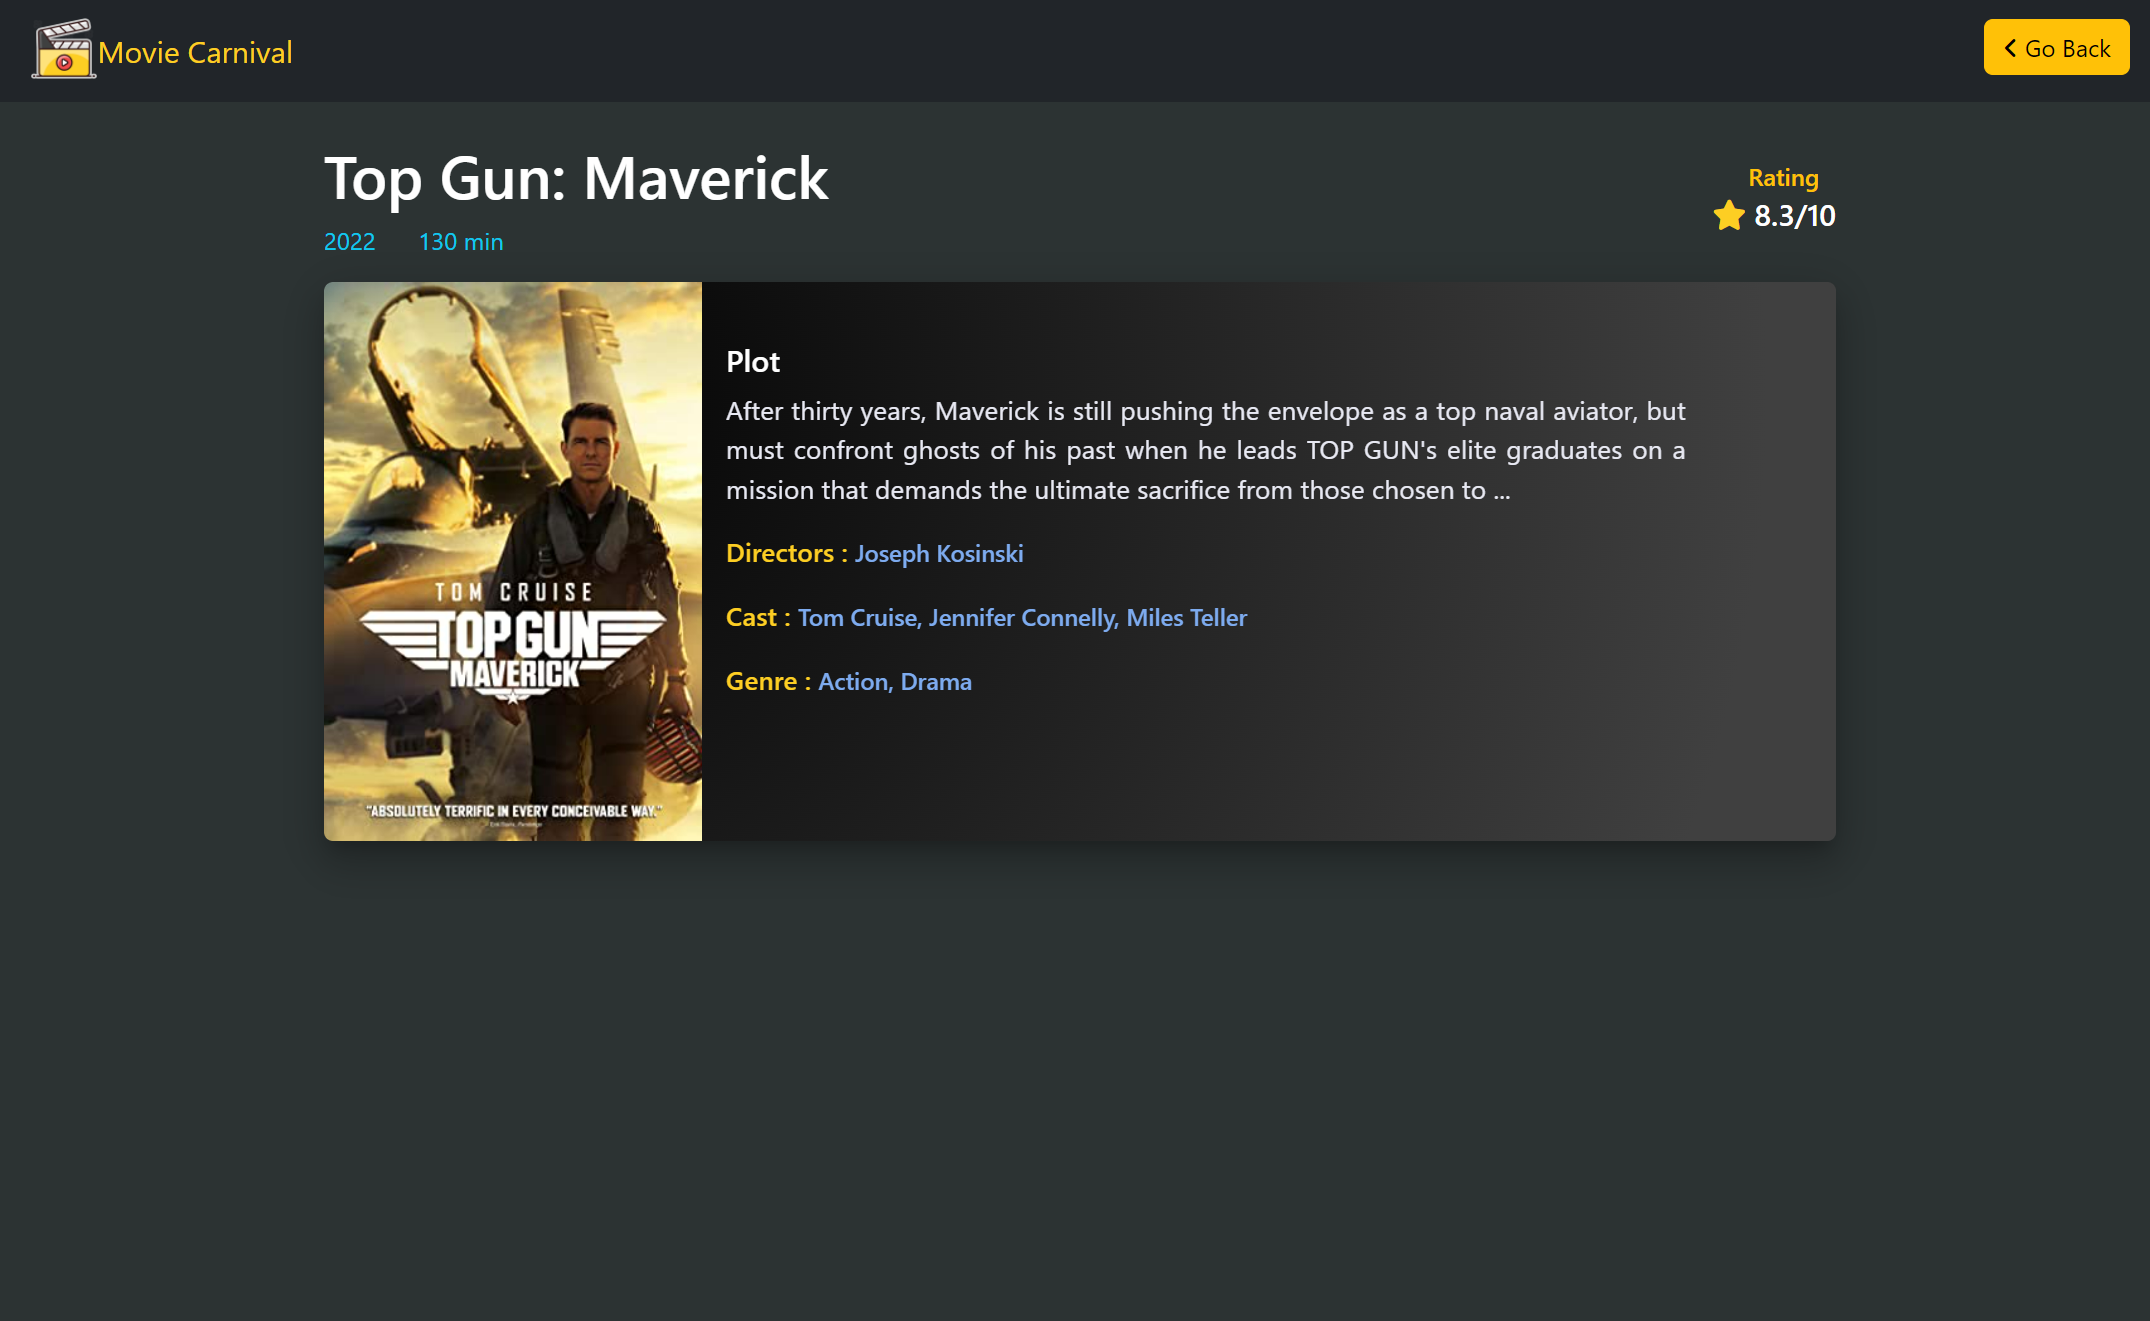 Movie Carnival
Go Back
Top Gun: Maverick
2022 130 min
Rating
8.3/10
TOM CRUISE
TOP GUN
MAVERICK
"ABSOLUTELY TERRIFIC IN EVERY CONCEIVABLE WAY."
Plot
After thirty years, Maverick is still pushing the envelope as a top naval aviator, but
must confront ghosts of his past when he leads TOP GUN's elite graduates on a
mission that demands the ultimate sacrifice from those chosen to ...
Directors : Joseph Kosinski
Cast : Tom Cruise, Jennifer Connelly, Miles Teller
Genre : Action, Drama